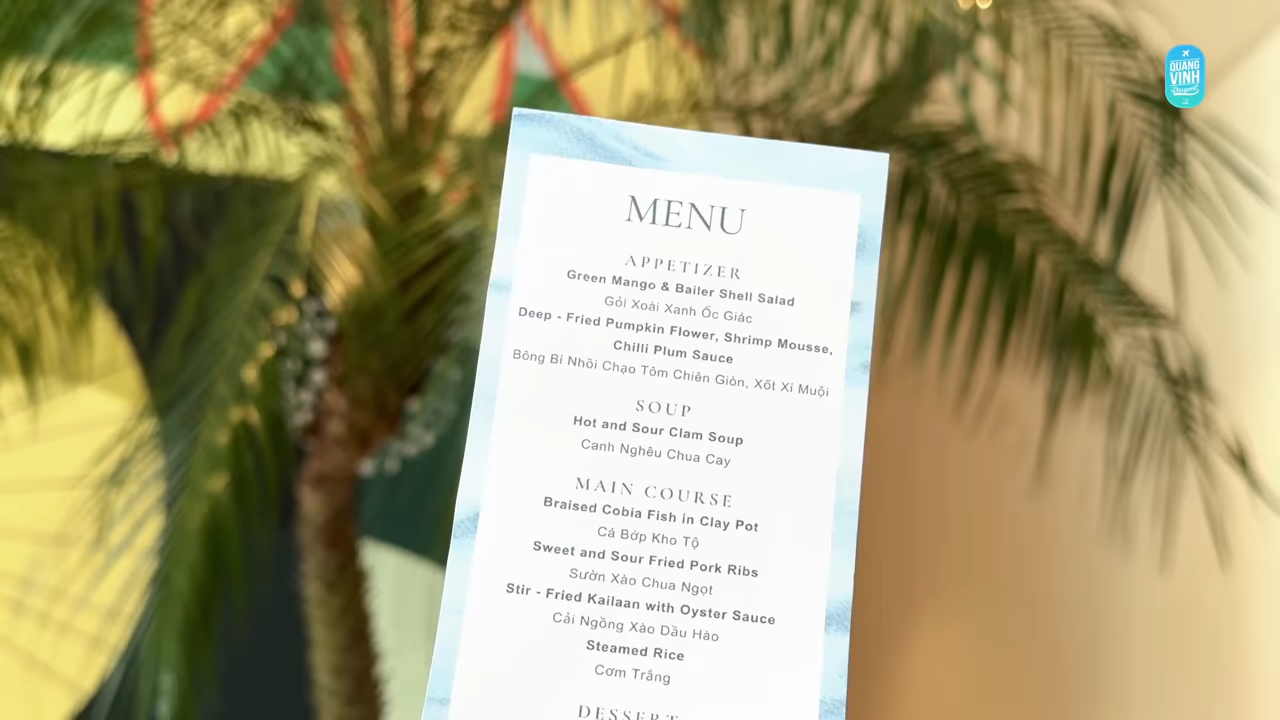 QUANG
VINH
Passport
MENU
APPETIZER
Green Mango & Bailer Shell Salad
Gỏi Xoài Xanh Ốc Giác
Deep - Fried Pumpkin Flower, Shrimp Mousse,
Chilli Plum Sauce
Bông Bí Nhồi Chạo Tôm Chiên Giòn, Xốt Xí Muội
SOUP
Hot and Sour Clam Soup
Canh Nghêu Chua Cay
MAIN COURSE
Braised Cobia Fish in Clay Pot
Cá Bớp Kho Tộ
Sweet and Sour Fried Pork Ribs
Sườn Xào Chua Ngọt
Stir - Fried Kailaan with Oyster Sauce
Cải Ngồng Xào Dầu Hào
Steamed Rice
Cơm Trắng
DESSERT